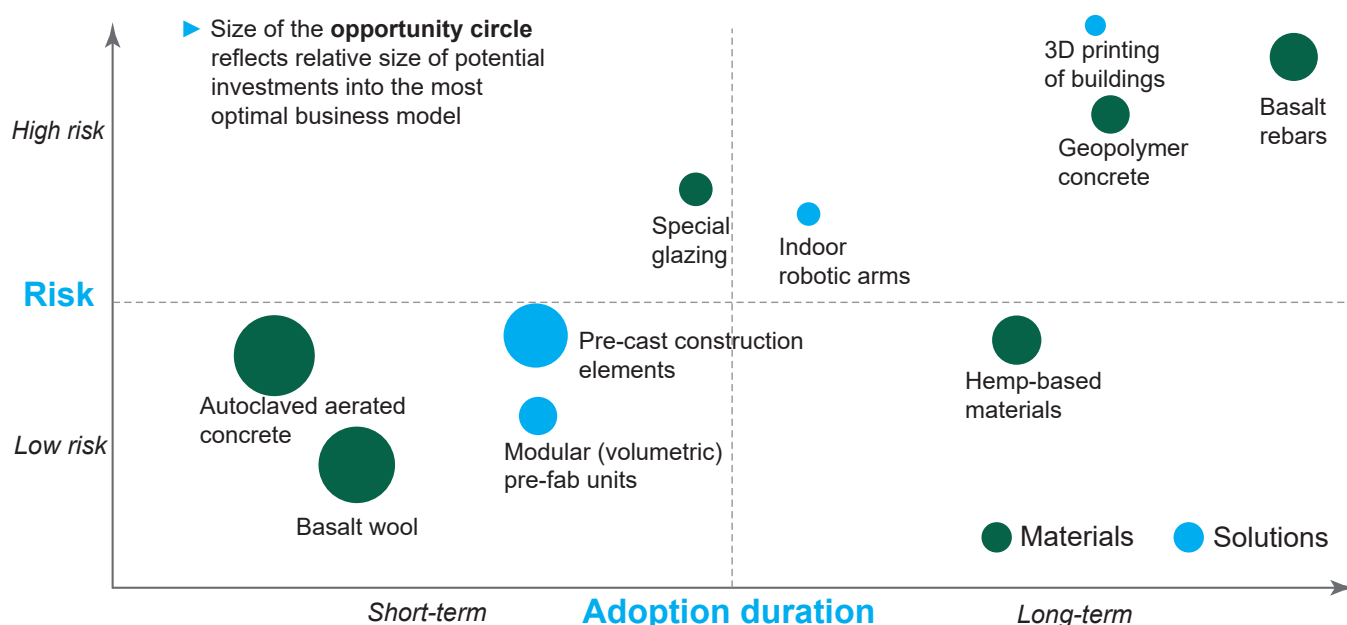 ► Size of the opportunity circle
reflects relative size of potential
investments into the most
optimal business model
3D printing
of buildings
Basalt
rebars
High risk
Geopolymer
concrete
Special
glazing
Indoor
robotic arms
Risk
Pre-cast construction
elements
Hemp-based
materials
Autoclaved aerated
concrete
Low risk
Modular (volumetric)
pre-fab units
Basalt wool
Materials
Solutions
Short-term
Adoption duration
Long-term